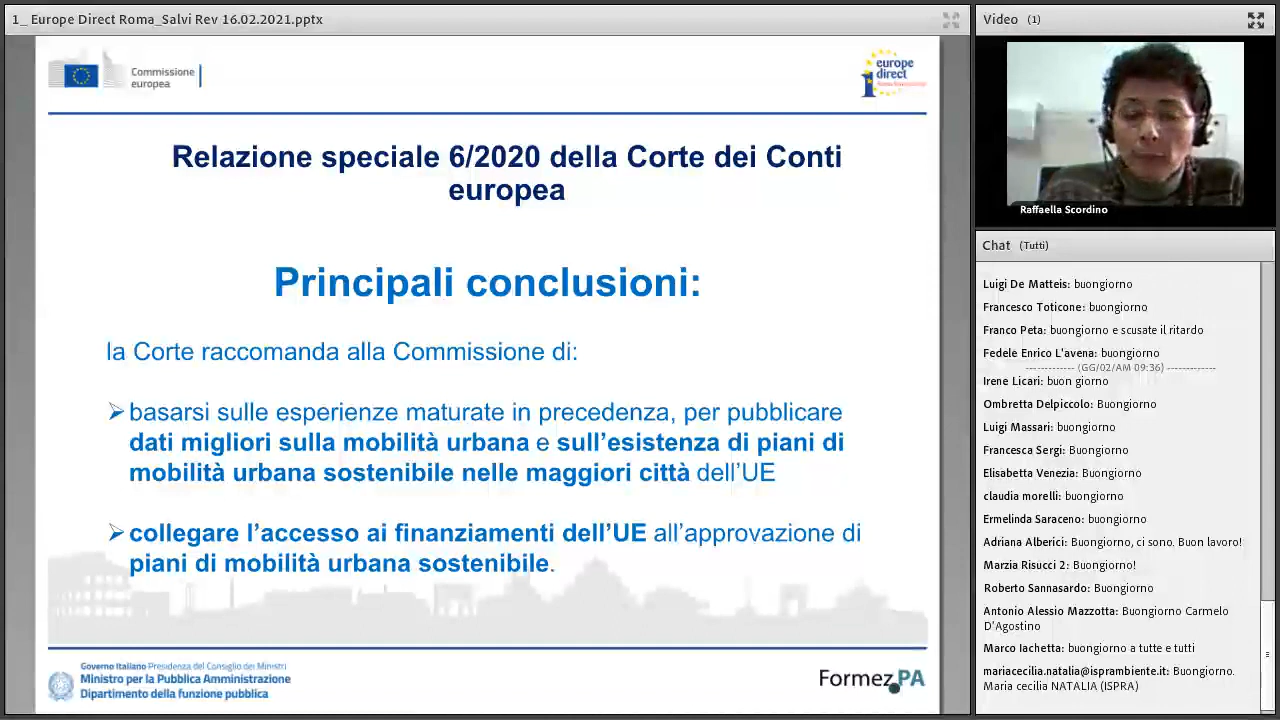 1_ Europe Direct Roma_Salvi Rev 16.02.2021.pptx
Commissione
europea
europe
direct
Relazione speciale 6/2020 della Corte dei Conti
europea
Principali conclusioni:
la Corte raccomanda alla Commissione di:
basarsi sulle esperienze maturate in precedenza, per pubblicare
dati migliori sulla mobilità urbana e sull'esistenza di piani di
mobilità urbana sostenibile nelle maggiori città dell'UE
collegare l'accesso ai finanziamenti dell'UE all'approvazione di
piani di mobilità urbana sostenibile.
Governo Italiano Presidenza del Consiglio dei Ministri
Ministro per la Pubblica Amministrazione
Dipartimento della funzione pubblica
Formez PA
Video (1)
Raffaella Scordino
Chat (Tutti)
Luigi De Matteis: buongiorno
Francesco Toticone: buongiorno
Franco Peta: buongiorno e scusate il ritardo
Fedele Enrico L'avena: buongiorno
------------- (GG/02/AM 09:36) -------------
Irene Licari: buon giorno
Ombretta Delpiccolo: Buongiorno
Luigi Massari: buongiorno
Francesca Sergi: Buongiorno
Elisabetta Venezia: Buongiorno
claudia morelli: buongiorno
Ermelinda Saraceno: buongiorno
Adriana Alberici: Buongiorno, ci sono. Buon lavoro!
Marzia Risucci 2: Buongiorno!
Roberto Sannasardo: Buongiorno
Antonio Alessio Mazzotta: Buongiorno Carmelo
D'Agostino
Marco Iachetta: buongiorno a tutte e tutti
mariacecilia.natalia@isprambiente.it: Buongiorno.
Maria cecilia NATALIA (ISPRA)